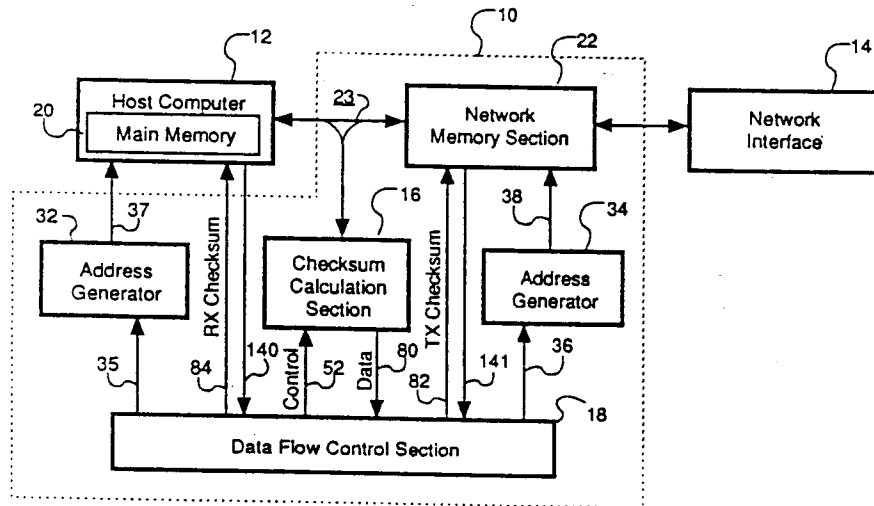 10
12
22
14
Host Computer
20
Main Memory
23
Network
Memory Section
Network
Interface
37
32
16
38
34
Address
Generator
RX Checksum
Checksum
Calculation
Section
TX Checksum
Address
Generator
35
84
140
Control
52
Data
80
82
141
36
18
Data Flow Control Section